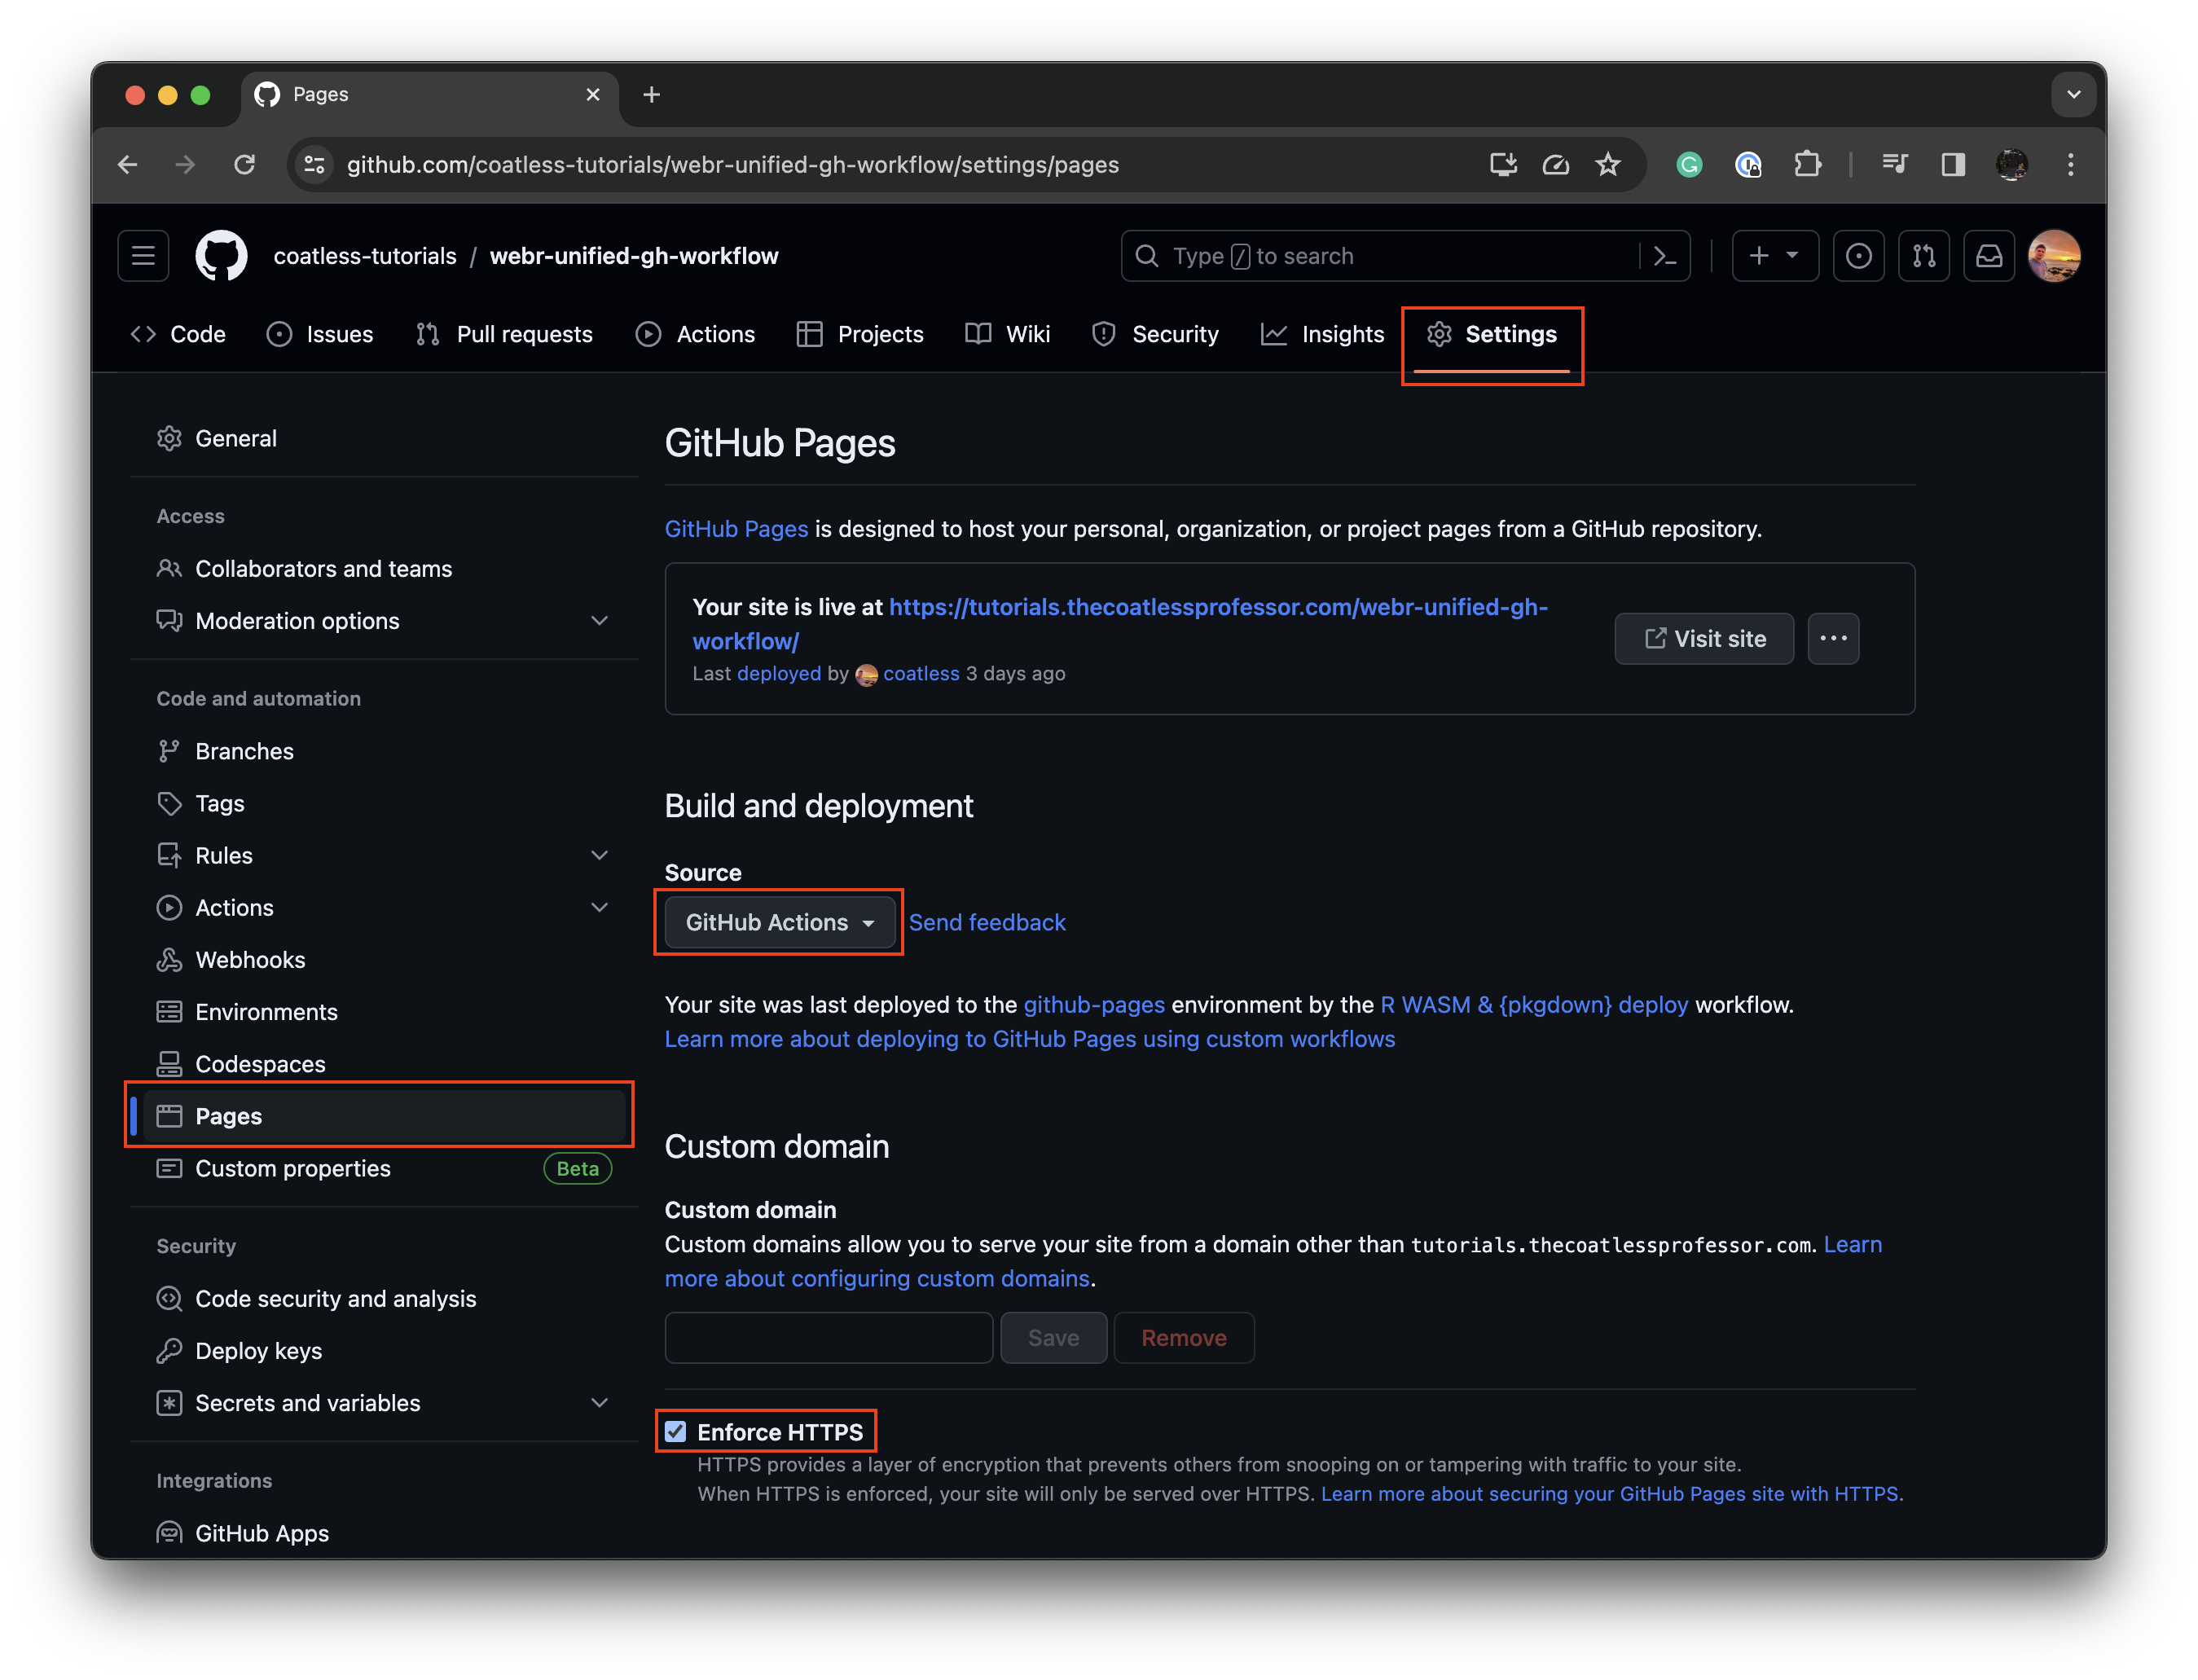 Pages
github.com/coatless-tutorials/webr-unified-gh-workflow/settings/pages
coatless-tutorials / webr-unified-gh-workflow
Type / to search
Code
Issues
Pull requests
Actions
Projects
Wiki
Security
Insights
Settings
General
Access
Collaborators and teams
Moderation options
Code and automation
Branches
Tags
Rules
Actions
Webhooks
Environments
Codespaces
Pages
Custom properties
Beta
Security
Code security and analysis
Deploy keys
Secrets and variables
Integrations
GitHub Apps
GitHub Pages
GitHub Pages is designed to host your personal, organization, or project pages from a GitHub repository.
Your site is live at https://tutorials.thecoatlessprofessor.com/webr-unified-gh-
workflow/
Last deployed by coatless 3 days ago
Visit site
Build and deployment
Source
GitHub Actions
Send feedback
Your site was last deployed to the github-pages environment by the R WASM & {pkgdown} deploy workflow.
Learn more about deploying to GitHub Pages using custom workflows
Custom domain
Custom domain
Custom domains allow you to serve your site from a domain other than tutorials.thecoatlessprofessor.com. Learn
more about configuring custom domains.
Save
Remove
Enforce HTTPS
HTTPS provides a layer of encryption that prevents others from snooping on or tampering with traffic to your site.
When HTTPS is enforced, your site will only be served over HTTPS. Learn more about securing your GitHub Pages site with HTTPS.